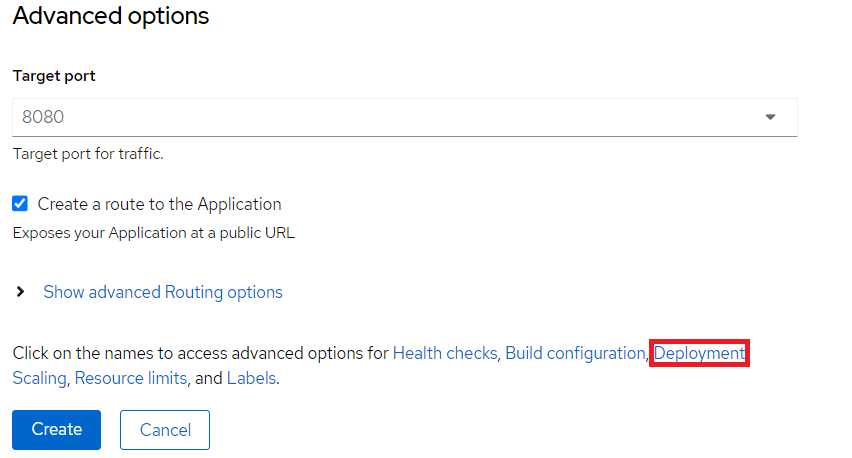 Advanced options
Target port
8080
Target port for traffic.
Create a route to the Application
Exposes your Application at a public URL
Show advanced Routing options
Click on the names to access advanced options for Health checks, Build configuration, Deployment
Scaling, Resource limits, and Labels.
Create
Cancel